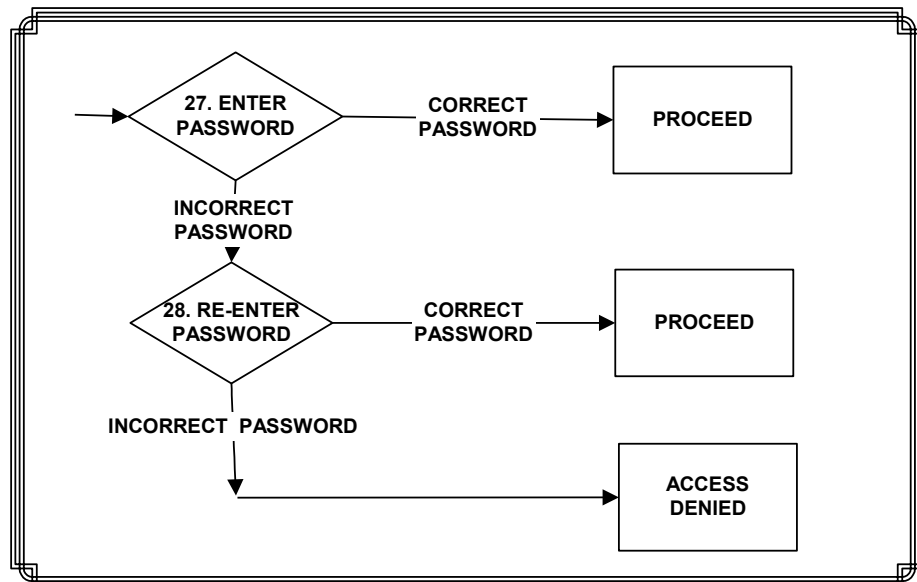 27. ENTER
PASSWORD
CORRECT
PASSWORD
PROCEED
INCORRECT
PASSWORD
28. RE-ENTER
PASSWORD
CORRECT
PASSWORD
PROCEED
INCORRECT PASSWORD
ACCESS
DENIED